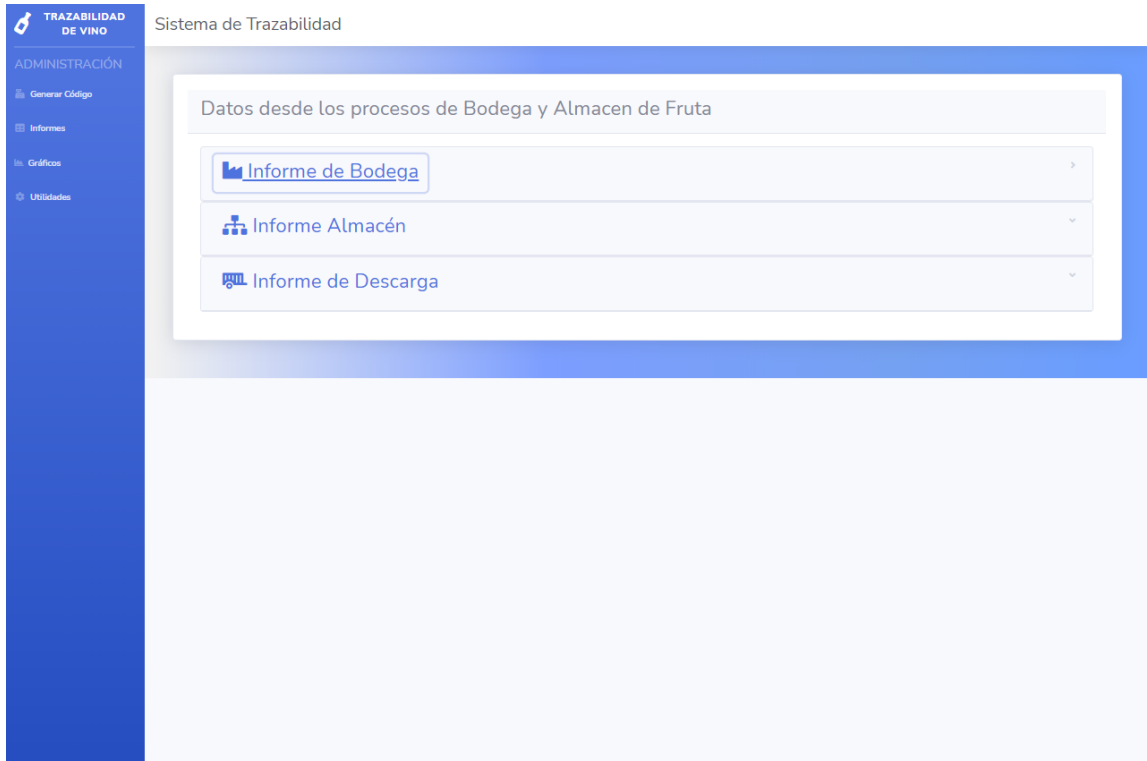 TRAZABILIDAD
DE VINO
Sistema de Trazabilidad
ADMINISTRACIÓN
Generar Código
Informes
Gráficos
Utilidades
Datos desde los procesos de Bodega y Almacen de Fruta
Informe de Bodega
Informe Almacén
Informe de Descarga